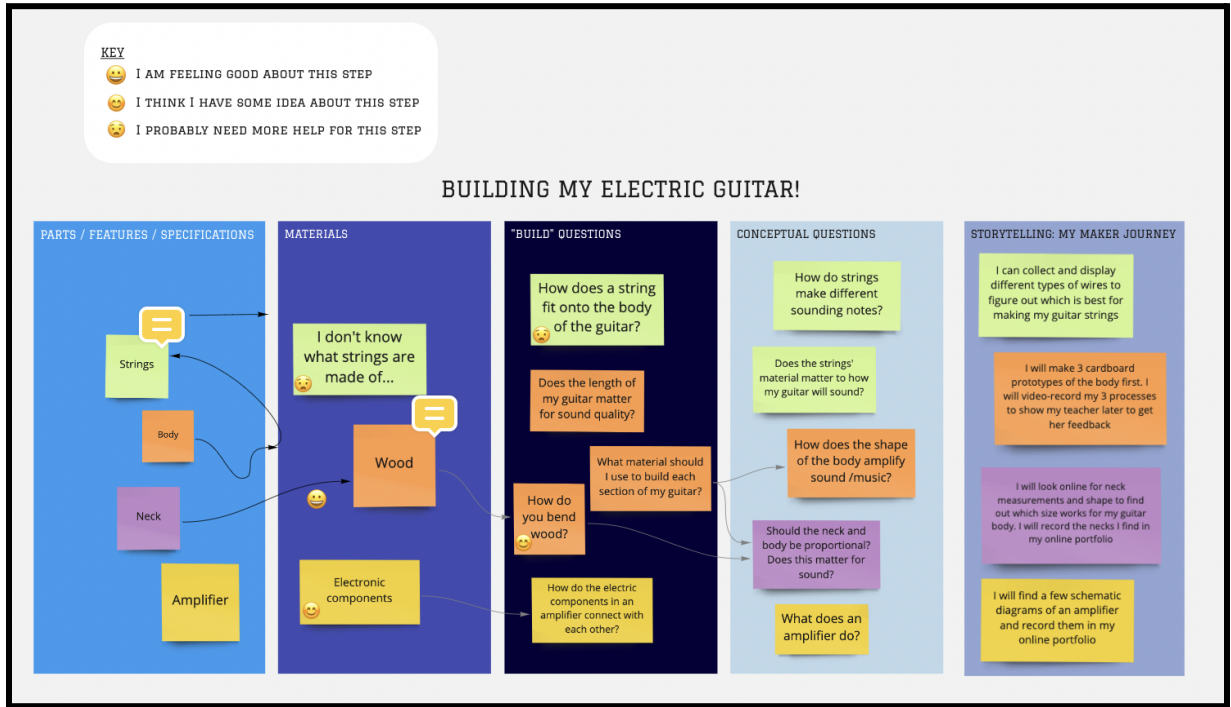 KEY
I AM FEELING GOOD ABOUT THIS STEP
I THINK I HAVE SOME IDEA ABOUT THIS STEP
I PROBABLY NEED MORE HELP FOR THIS STEP
BUILDING MY ELECTRIC GUITAR!
PARTS / FEATURES / SPECIFICATIONS
Strings
Body
Neck
Amplifier
MATERIALS
I don't know
what strings are
made of...
Wood
Electronic
components
"BUILD" QUESTIONS
How does a string
fit onto the body
of the guitar?
Does the length of
my guitar matter
for sound quality?
What material should
I use to build each
section of my guitar?
How do
you bend
wood?
How do the electric
components in an
amplifier connect with
each other?
CONCEPTUAL QUESTIONS
How do strings
make different
sounding notes?
Does the strings'
material matter to how
my guitar will sound?
How does the shape
of the body amplify
sound /music?
Should the neck and
body be proportional?
Does this matter for
sound?
What does an
amplifier do?
STORYTELLING: MY MAKER JOURNEY
I can collect and display
different types of wires to
figure out which is best for
making my guitar strings
I will make 3 cardboard
prototypes of the body first. I
will video-record my 3 processes
to show my teacher later to get
her feedback
I will look online for neck
measurements and shape to find
out which size works for my guitar
body. I will record the necks I find in
my online portfolio
I will find a few schematic
diagrams of an amplifier
and record them in my
online portfolio